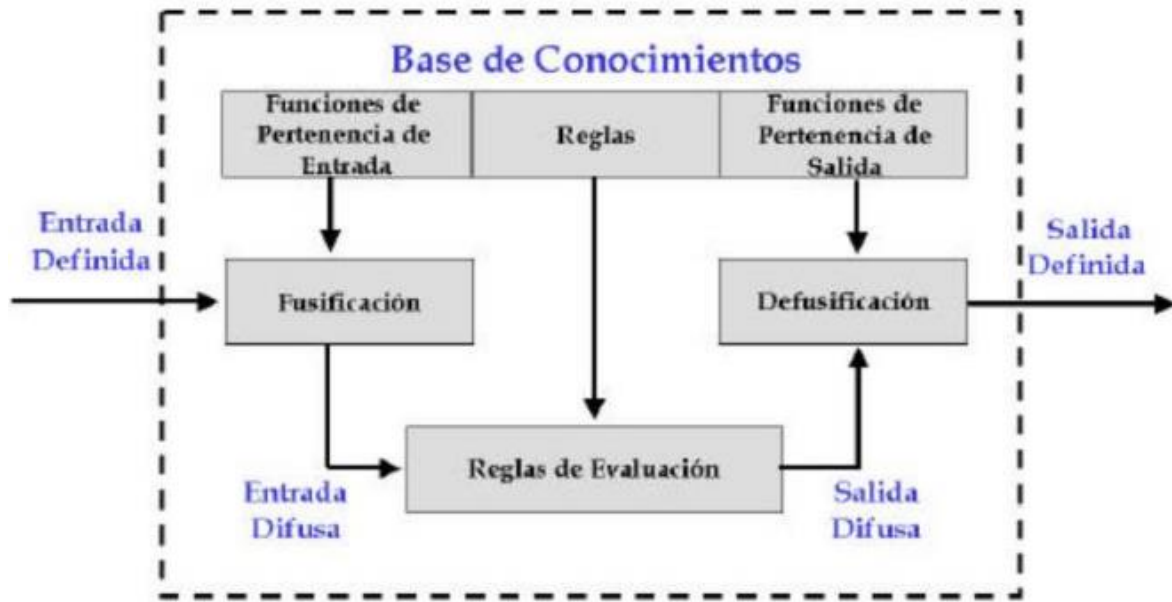 Base de Conocimientos
Funciones de
Pertenencia de
Entrada
Reglas
Funciones de
Pertenencia de
Salida
Entrada
Definida
Fusificación
Defusificación
Salida
Definida
Reglas de Evaluación
Entrada
Difusa
Salida
Difusa